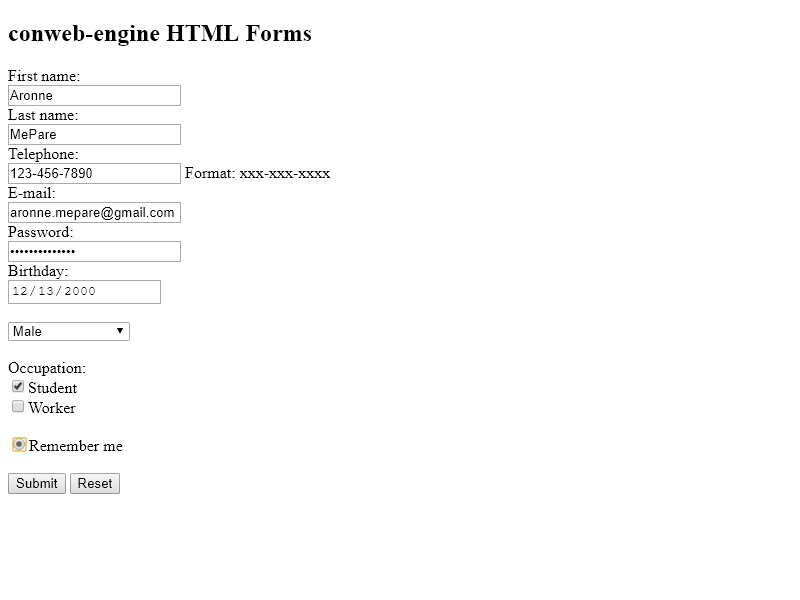 conweb-engine HTML Forms
First name:
Aronne
Last name:
MePare
Telephone:
123-456-7890 Format: xxx-xxx-xxxx
E-mail:
aronne.mepare@gmail.com
Password:
••••••••••••••
Birthday:
12/13/2000
Male
Occupation:
Student
Worker
Remember me
Submit Reset